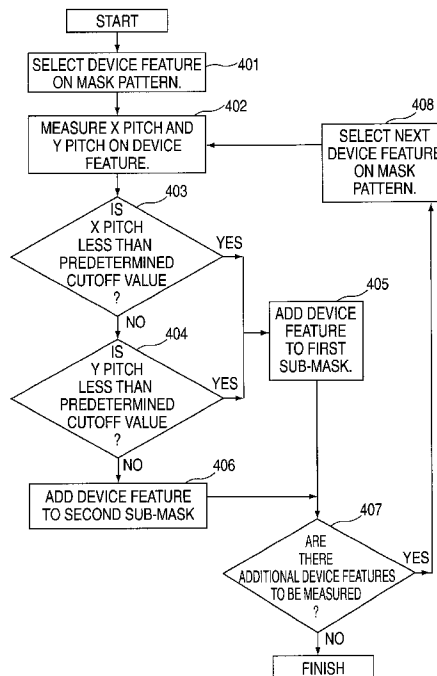 START
SELECT DEVICE FEATURE
ON MASK PATTERN.
401
402
MEASURE X PITCH AND
Y PITCH ON DEVICE
FEATURE.
408
SELECT NEXT
DEVICE FEATURE
ON MASK
PATTERN.
403
IS
X PITCH
LESS THAN
PREDETERMINED
CUTOFF VALUE
?
YES
NO
404
IS
Y PITCH
LESS THAN
PREDETERMINED
CUTOFF VALUE
?
YES
NO
405
ADD DEVICE
FEATURE
TO FIRST
SUB-MASK.
406
ADD DEVICE FEATURE
TO SECOND SUB-MASK
407
ARE
THERE
ADDITIONAL DEVICE FEATURES
TO BE MEASURED
?
YES
NO
FINISH